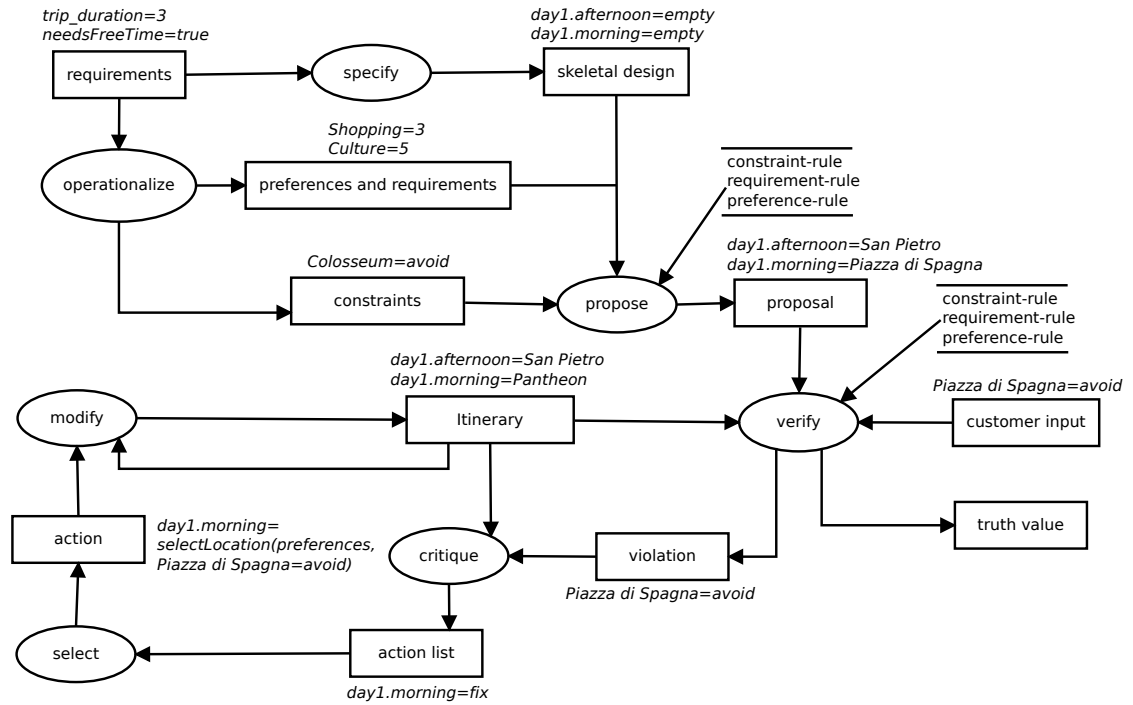 trip_duration=3
needsFreeTime=true
requirements
specify
day1.afternoon=empty
day1.morning=empty
skeletal design
Shopping=3
Culture=5
operationalize
preferences and requirements
constraint-rule
requirement-rule
preference-rule
Colosseum=avoid
constraints
propose
day1.afternoon=San Pietro
day1.morning=Piazza di Spagna
proposal
constraint-rule
requirement-rule
preference-rule
day1.afternoon=San Pietro
day1.morning=Pantheon
modify
Itinerary
verify
Piazza di Spagna=avoid
customer input
action
day1.morning=
selectLocation(preferences,
Piazza di Spagna=avoid)
critique
violation
Piazza di Spagna=avoid
truth value
select
action list
day1.morning=fix